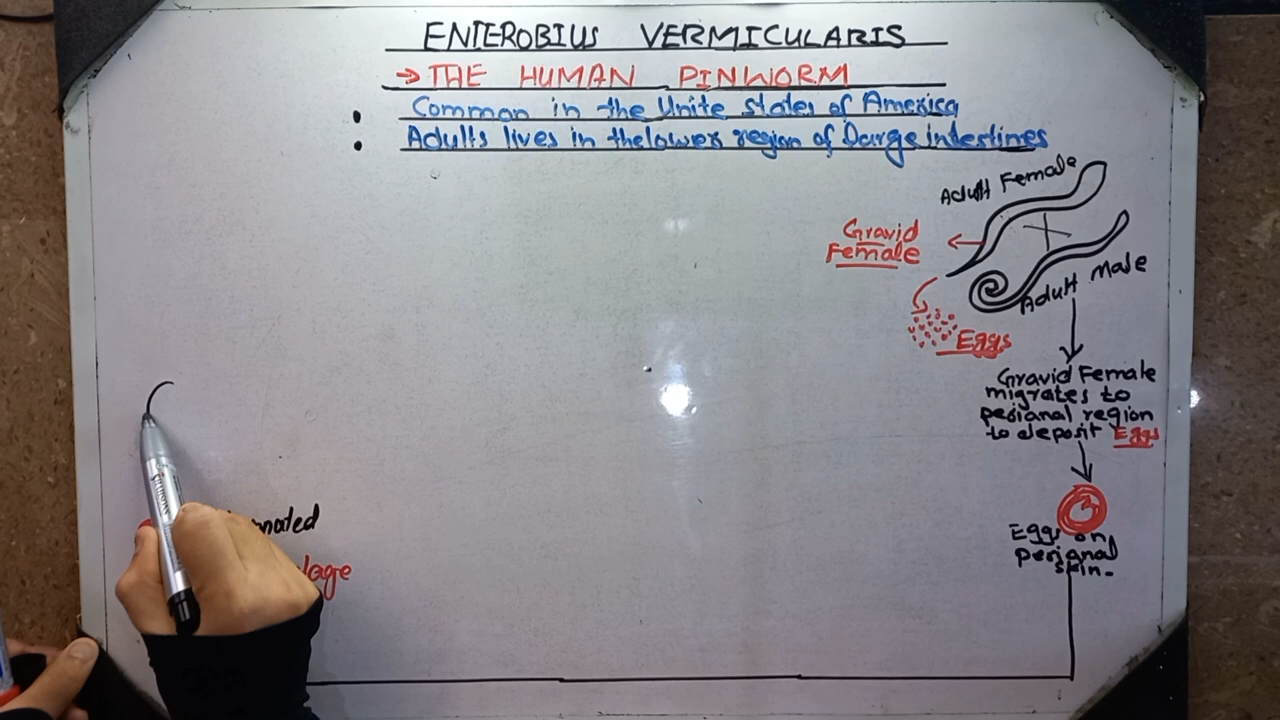 ENTEROBIUS VERMICULARIS
→ THE HUMAN PINWORM
: Common in the Unite states of America
: Adults lives in the lower region of Large intestines
Adult Female
Gravid
Female
Adult Male
Eggs
Gravid Female
migrates to
perianal region
to deposit Eggs
Eggs on
perianal
skin.